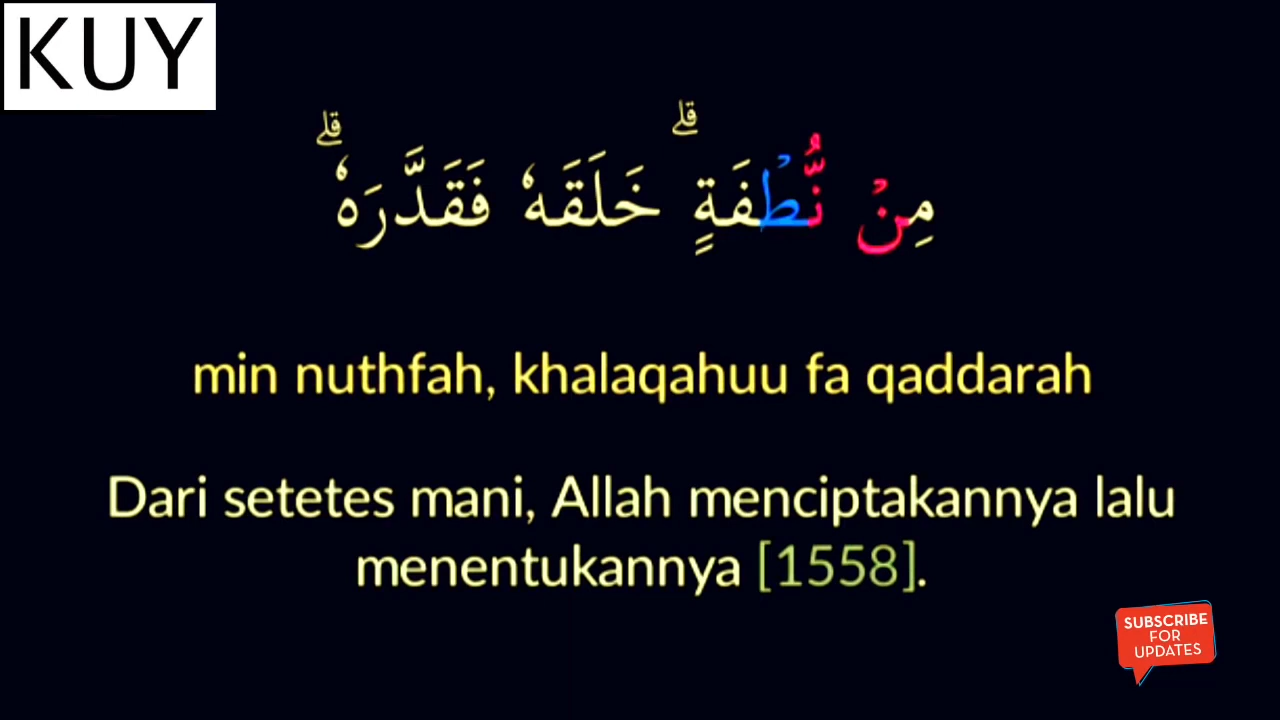 KUY
مِنْ نُّطْفَةٍ ۗ خَلَقَهٗ فَقَدَّرَهٗ ۗ
min nuthfah, khalaqahuu fa qaddarah
Dari setetes mani, Allah menciptakannya lalu
menentukannya [1558].
SUBSCRIBE
FOR
UPDATES